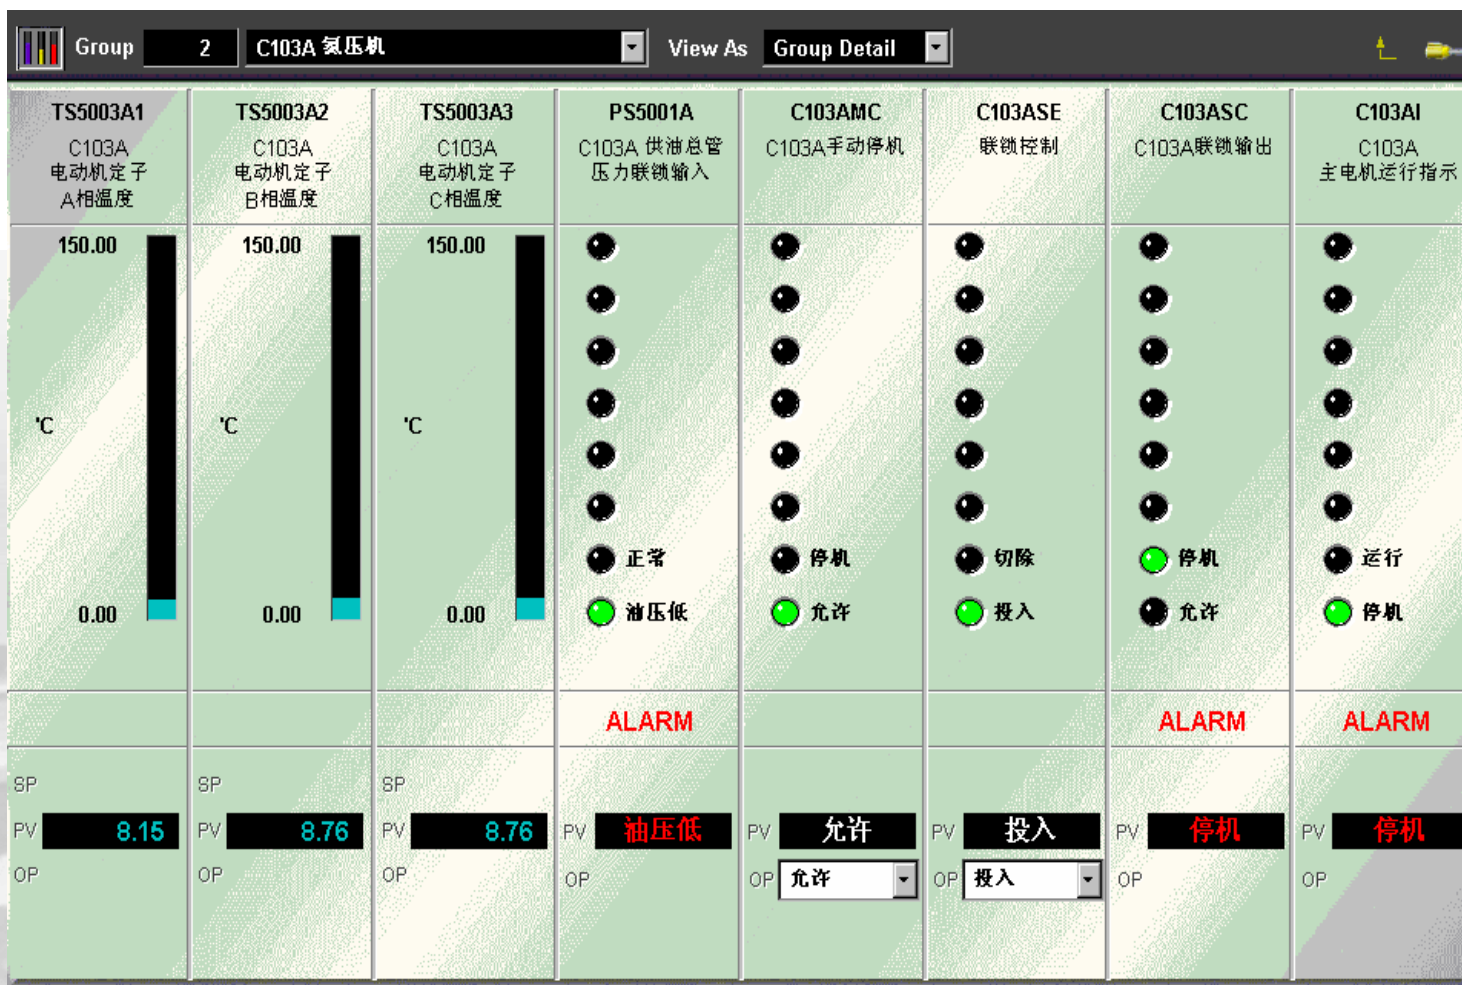 Group 2 C103A 氮压机 View As Group Detail
TS5003A1
C103A
电动机定子
A相温度
150.00
'C
0.00
SP
PV 8.15
OP
TS5003A2
C103A
电动机定子
B相温度
150.00
'C
0.00
SP
PV 8.76
OP
TS5003A3
C103A
电动机定子
C相温度
150.00
'C
0.00
SP
PV 8.76
OP
PS5001A
C103A 供油总管
压力联锁输入
正常
油压低
ALARM
PV 油压低
OP
C103AMC
C103A手动停机
停机
允许
PV 允许
OP 允许
C103ASE
联锁控制
切除
投入
PV 投入
OP 投入
C103ASC
C103A联锁输出
停机
允许
ALARM
PV 停机
OP
C103AI
C103A
主电机运行指示
运行
停机
ALARM
PV 停机
OP